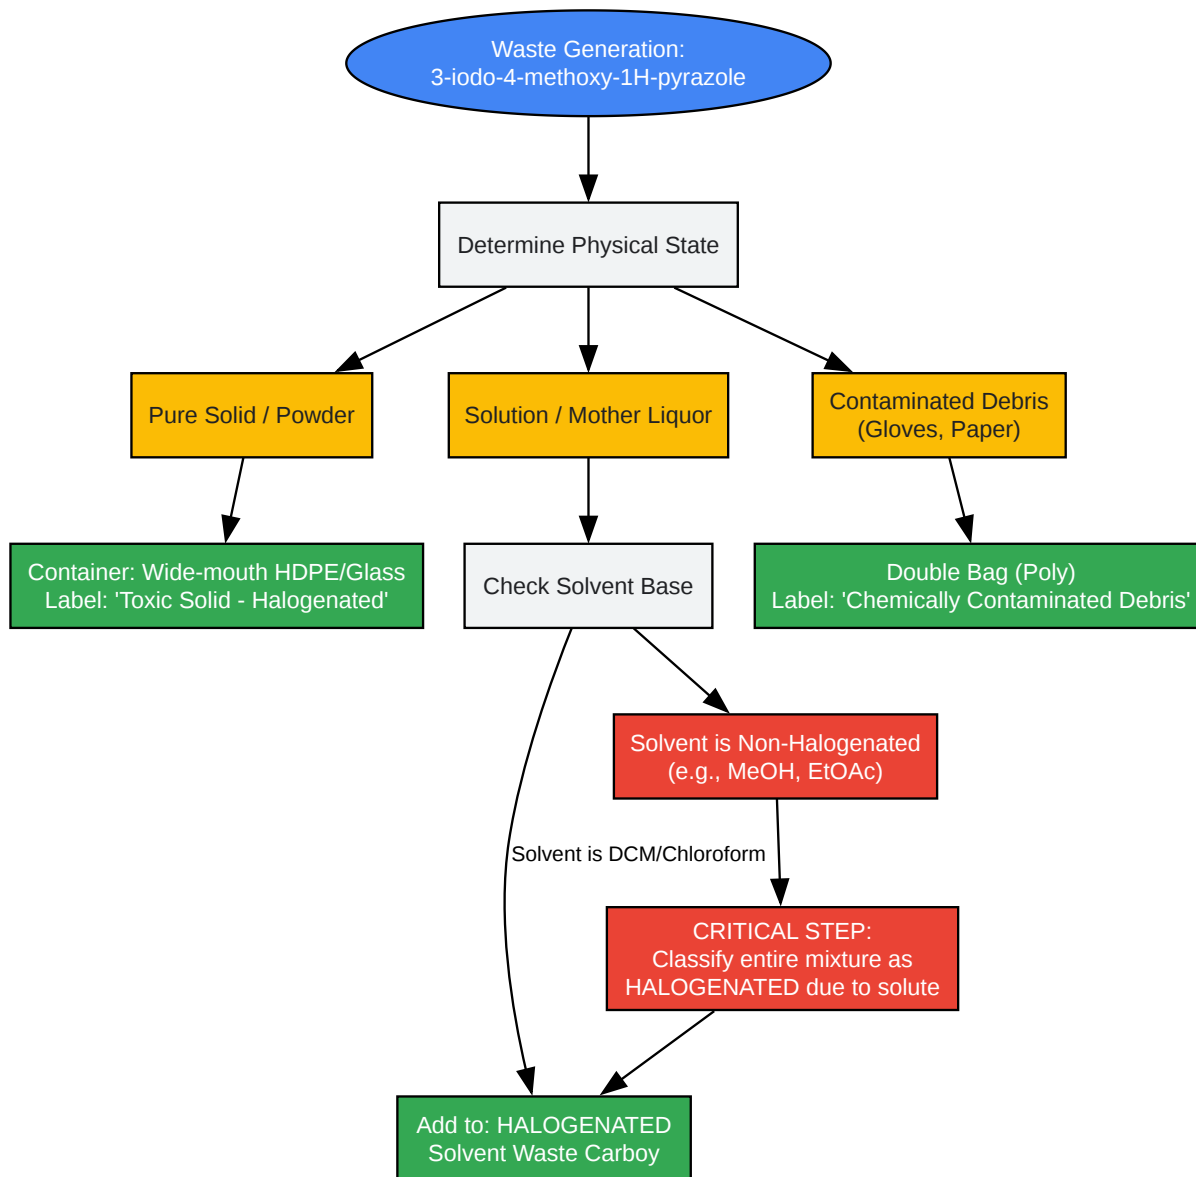 Waste Generation:
3-iodo-4-methoxy-1H-pyrazole
Determine Physical State
Pure Solid / Powder
Solution / Mother Liquor
Contaminated Debris
(Gloves, Paper)
Container: Wide-mouth HDPE/Glass
Label: 'Toxic Solid - Halogenated'
Check Solvent Base
Double Bag (Poly)
Label: 'Chemically Contaminated Debris'
Solvent is Non-Halogenated
(e.g., MeOH, EtOAc)
Solvent is DCM/Chloroform
CRITICAL STEP:
Classify entire mixture as
HALOGENATED due to solute
Add to: HALOGENATED
Solvent Waste Carboy